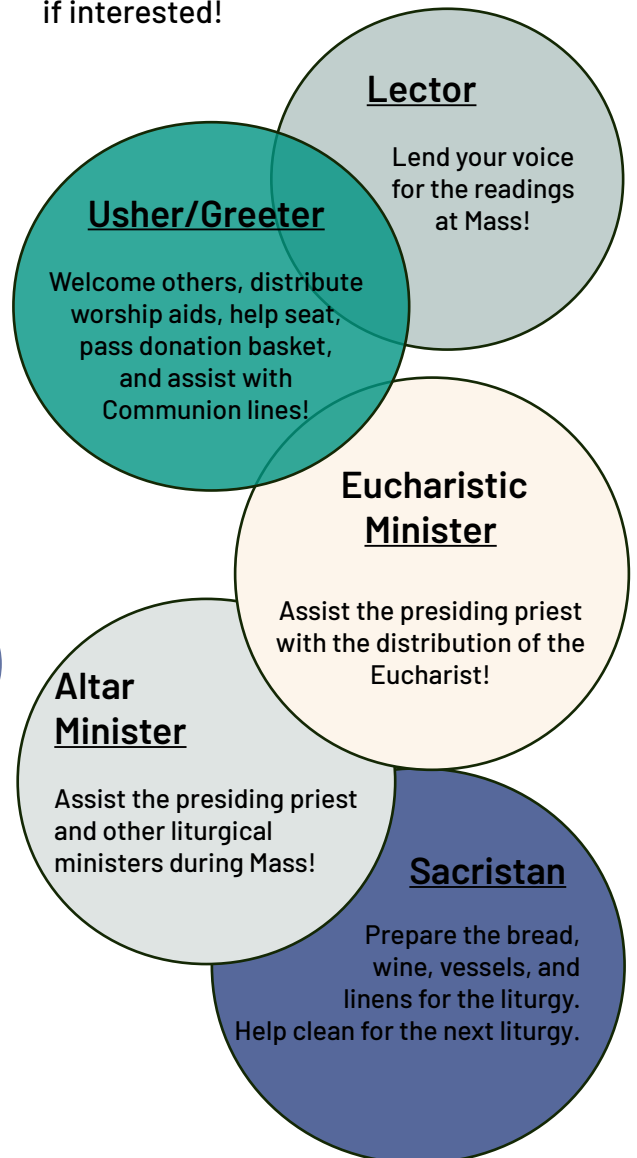 if interested!
Lector
Lend your voice
for the readings
at Mass!
Usher/Greeter
Welcome others, distribute
worship aids, help seat,
pass donation basket,
and assist with
Communion lines!
Eucharistic
Minister
Assist the presiding priest
with the distribution of the
Eucharist!
Altar
Minister
Assist the presiding priest
and other liturgical
ministers during Mass!
Sacristan
Prepare the bread,
wine, vessels, and
linens for the liturgy.
Help clean for the next liturgy.